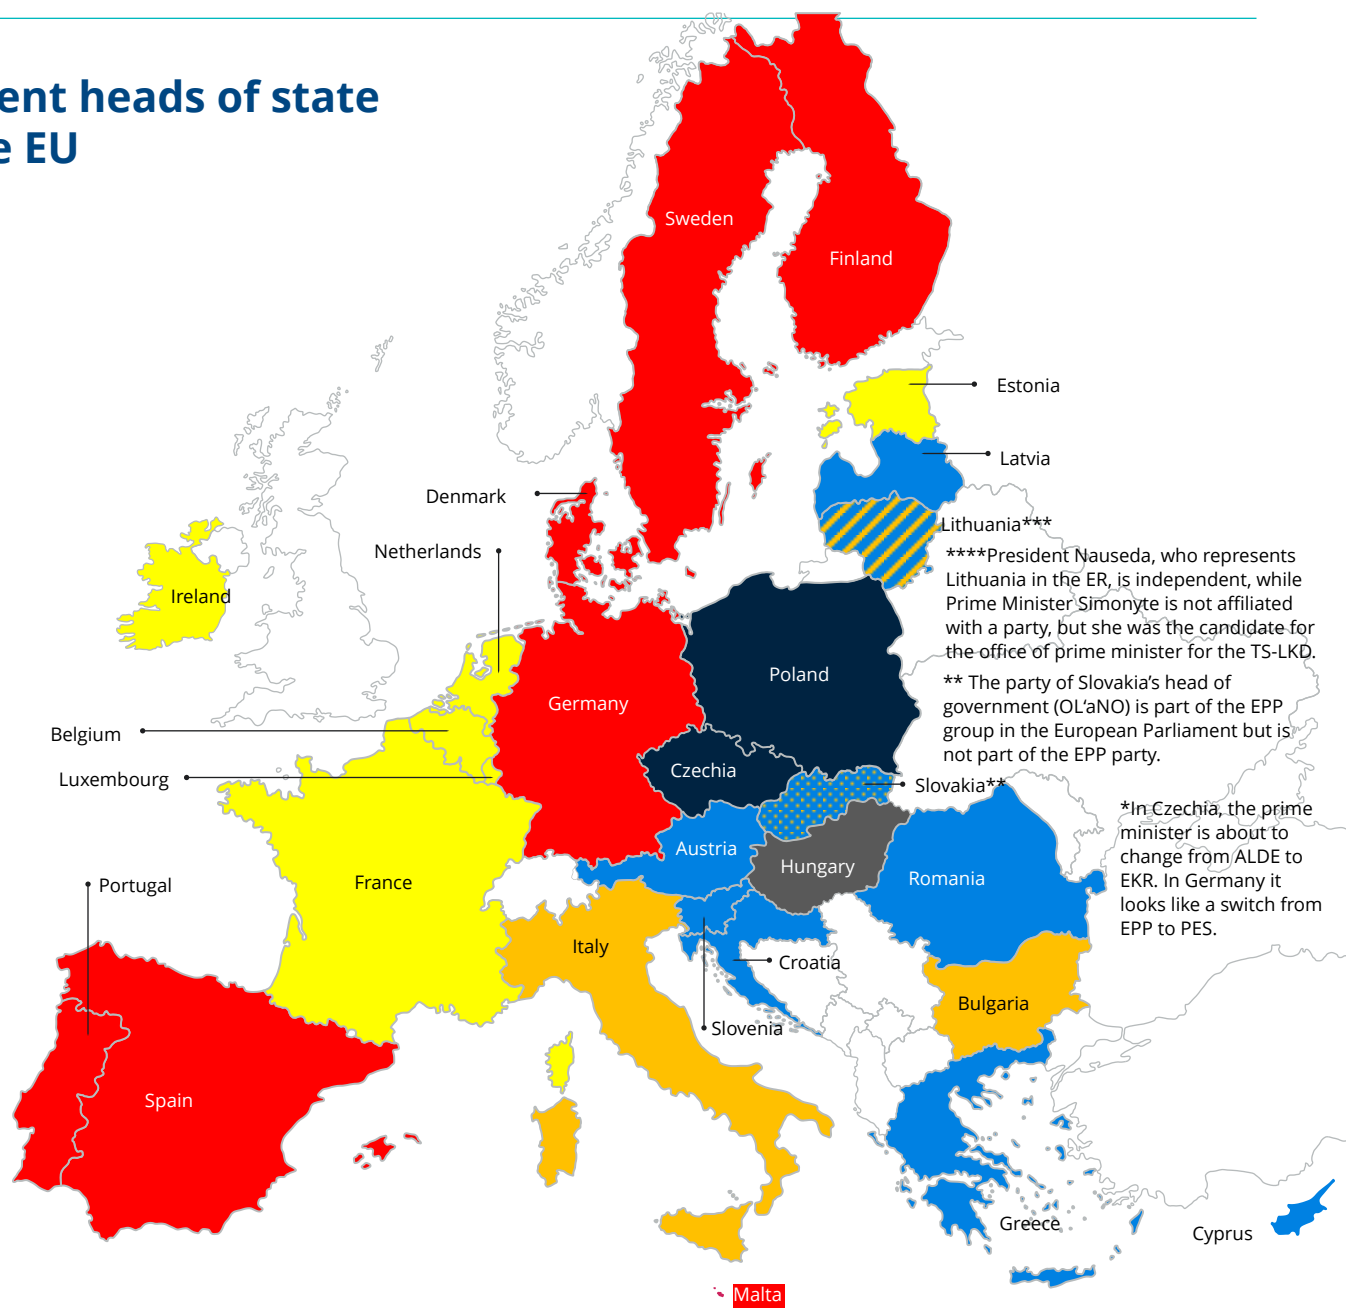 ent heads of state
e EU
Sweden
Finland
Estonia
Latvia
Denmark
Lithuania***
Netherlands
****President Nauseda, who represents
Lithuania in the ER, is independent, while
Prime Minister Simonyte is not affiliated
with a party, but she was the candidate for
the office of prime minister for the TS-LKD.
Ireland
Poland
** The party of Slovakia’s head of
government (OL‘aNO) is part of the EPP
group in the European Parliament but is
not part of the EPP party.
Germany
Belgium
Czechia
Luxembourg
Slovakia**
*In Czechia, the prime
minister is about to
change from ALDE to
EKR. In Germany it
looks like a switch from
EPP to PES.
Austria
Hungary
Romania
France
Portugal
Italy
Croatia
Bulgaria
Slovenia
Spain
Greece
Cyprus
Malta